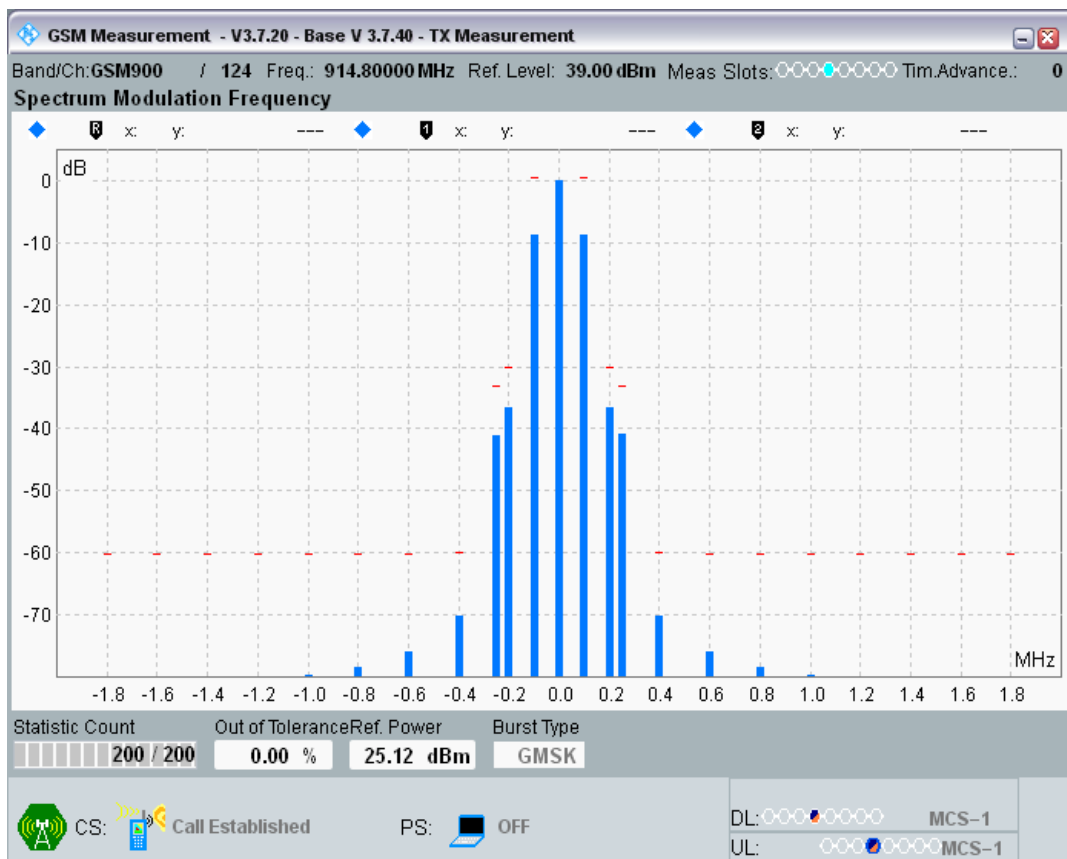 GSM Measurement - V3.7.20 - Base V 3.7.40 - TX Measurement
Band/Ch:GSM900 / 124 Freq.: 914.80000 MHz Ref. Level: 39.00 dBm Meas Slots: Tim.Advance.: 0
Spectrum Modulation Frequency
R x: y: --- 1 x: y: --- 2 x: y: ---
dB
0
-10
-20
-30
-40
-50
-60
-70
MHz
-1.8 -1.6 -1.4 -1.2 -1.0 -0.8 -0.6 -0.4 -0.2 0.0 0.2 0.4 0.6 0.8 1.0 1.2 1.4 1.6 1.8
Statistic Count Out of Tolerance Ref. Power Burst Type
200 / 200 0.00 % 25.12 dBm GMSK
CS: Call Established PS: OFF
DL: MCS-1
UL: MCS-1